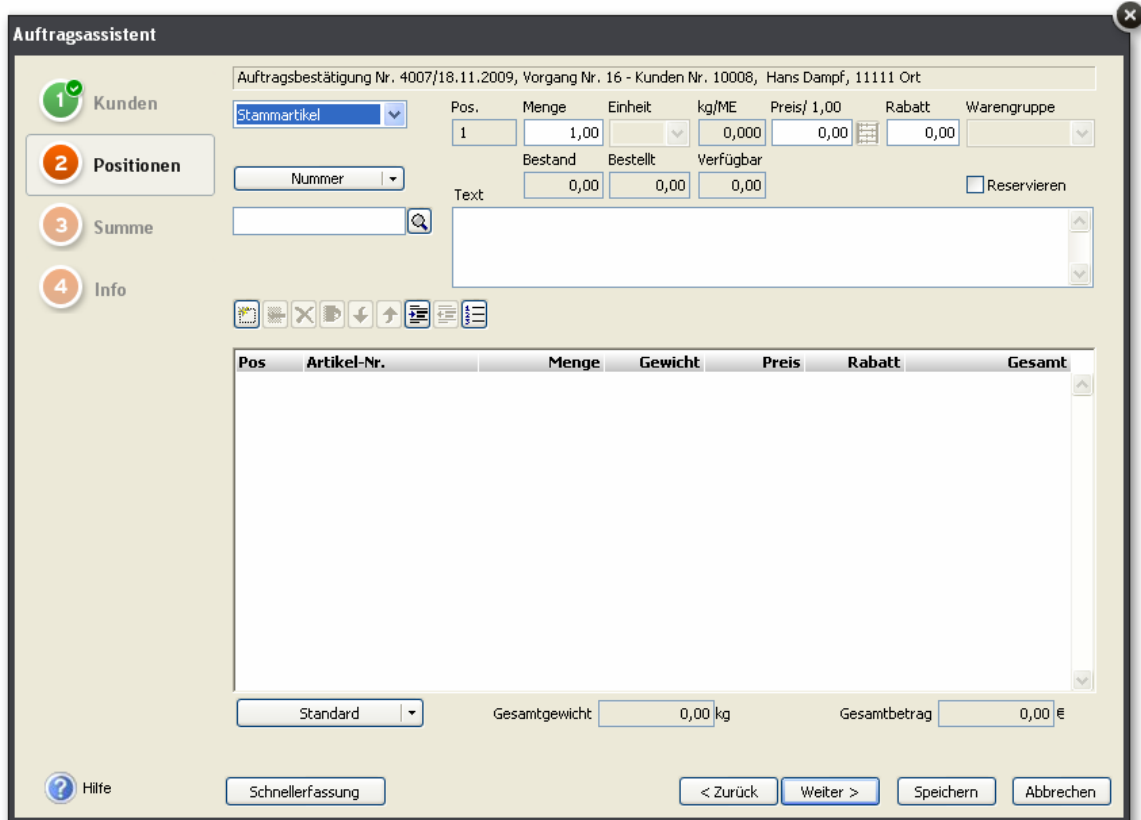 Auftragsassistent
Auftragsbestätigung Nr. 4007/18.11.2009, Vorgang Nr. 16 - Kunden Nr. 10008, Hans Dampf, 11111 Ort
1 Kunden
2 Positionen
3 Summe
4 Info
Stammartikel
Pos. Menge Einheit kg/ME Preis/ 1,00 Rabatt Warengruppe
1 1,00 0,000 0,00 0,00
Bestand Bestellt Verfügbar
Nummer
0,00 0,00 0,00 Reservieren
Text
Pos Artikel-Nr. Menge Gewicht Preis Rabatt Gesamt
Standard Gesamtgewicht 0,00 kg Gesamtbetrag 0,00 €
Hilfe Schnellerfassung < Zurück Weiter > Speichern Abbrechen